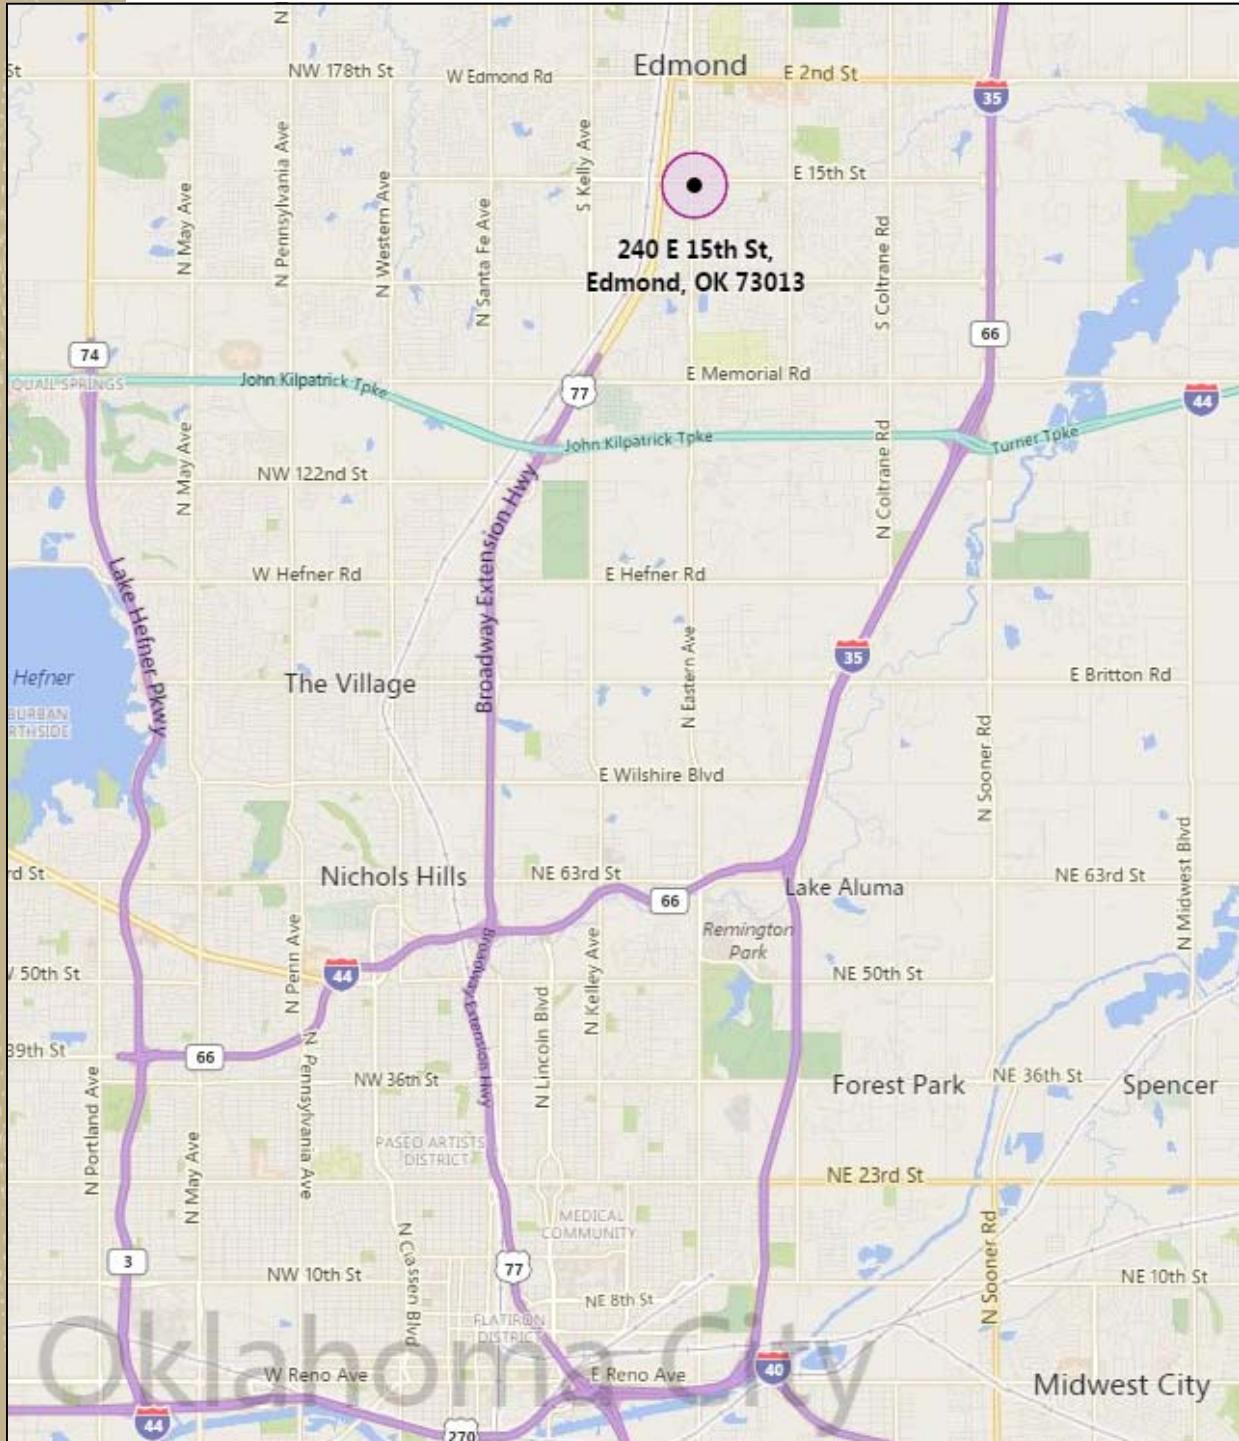 N
Edmond
St
NW 178th St
W Edmond Rd
E 2nd St
35
N May Ave
N Pennsylvania Ave
N Western Ave
N Santa Fe Ave
S Kelly Ave
E 15th St
240 E 15th St,
Edmond, OK 73013
S Coltrane Rd
66
74
QUAIL SPRINGS
John Kilpatrick Tpke
77
E Memorial Rd
44
John Kilpatrick Tpke
Turner Tpke
N May Ave
NW 122nd St
Broadway Extension Hwy
N Coltrane Rd
Lake Hefner Pkwy
W Hefner Rd
E Hefner Rd
35
Hefner
BURBAN
RTHSIDE
The Village
N Eastern Ave
E Britton Rd
N Sooner Rd
E Wilshire Blvd
N Midwest Blvd
rd St
Nichols Hills
NE 63rd St
66
Lake Aluma
NE 63rd St
Remington
Park
N Penn Ave
44
Broadway Extension Hwy
N Kelley Ave
50th St
NE 50th St
N Lincoln Blvd
39th St
66
N Pennsylvania Ave
NW 36th St
Forest Park
NE 36th St
Spencer
N Portland Ave
N May Ave
PASEO ARTISTS
DISTRICT
NE 23rd St
MEDICAL
COMMUNITY
N Sooner Rd
3
N Classen Blvd
77
NW 10th St
NE 10th St
NE 8th St
FLATIRON
DISTRICT
Oklahoma City
W Reno Ave
E Reno Ave
40
Midwest City
44
270